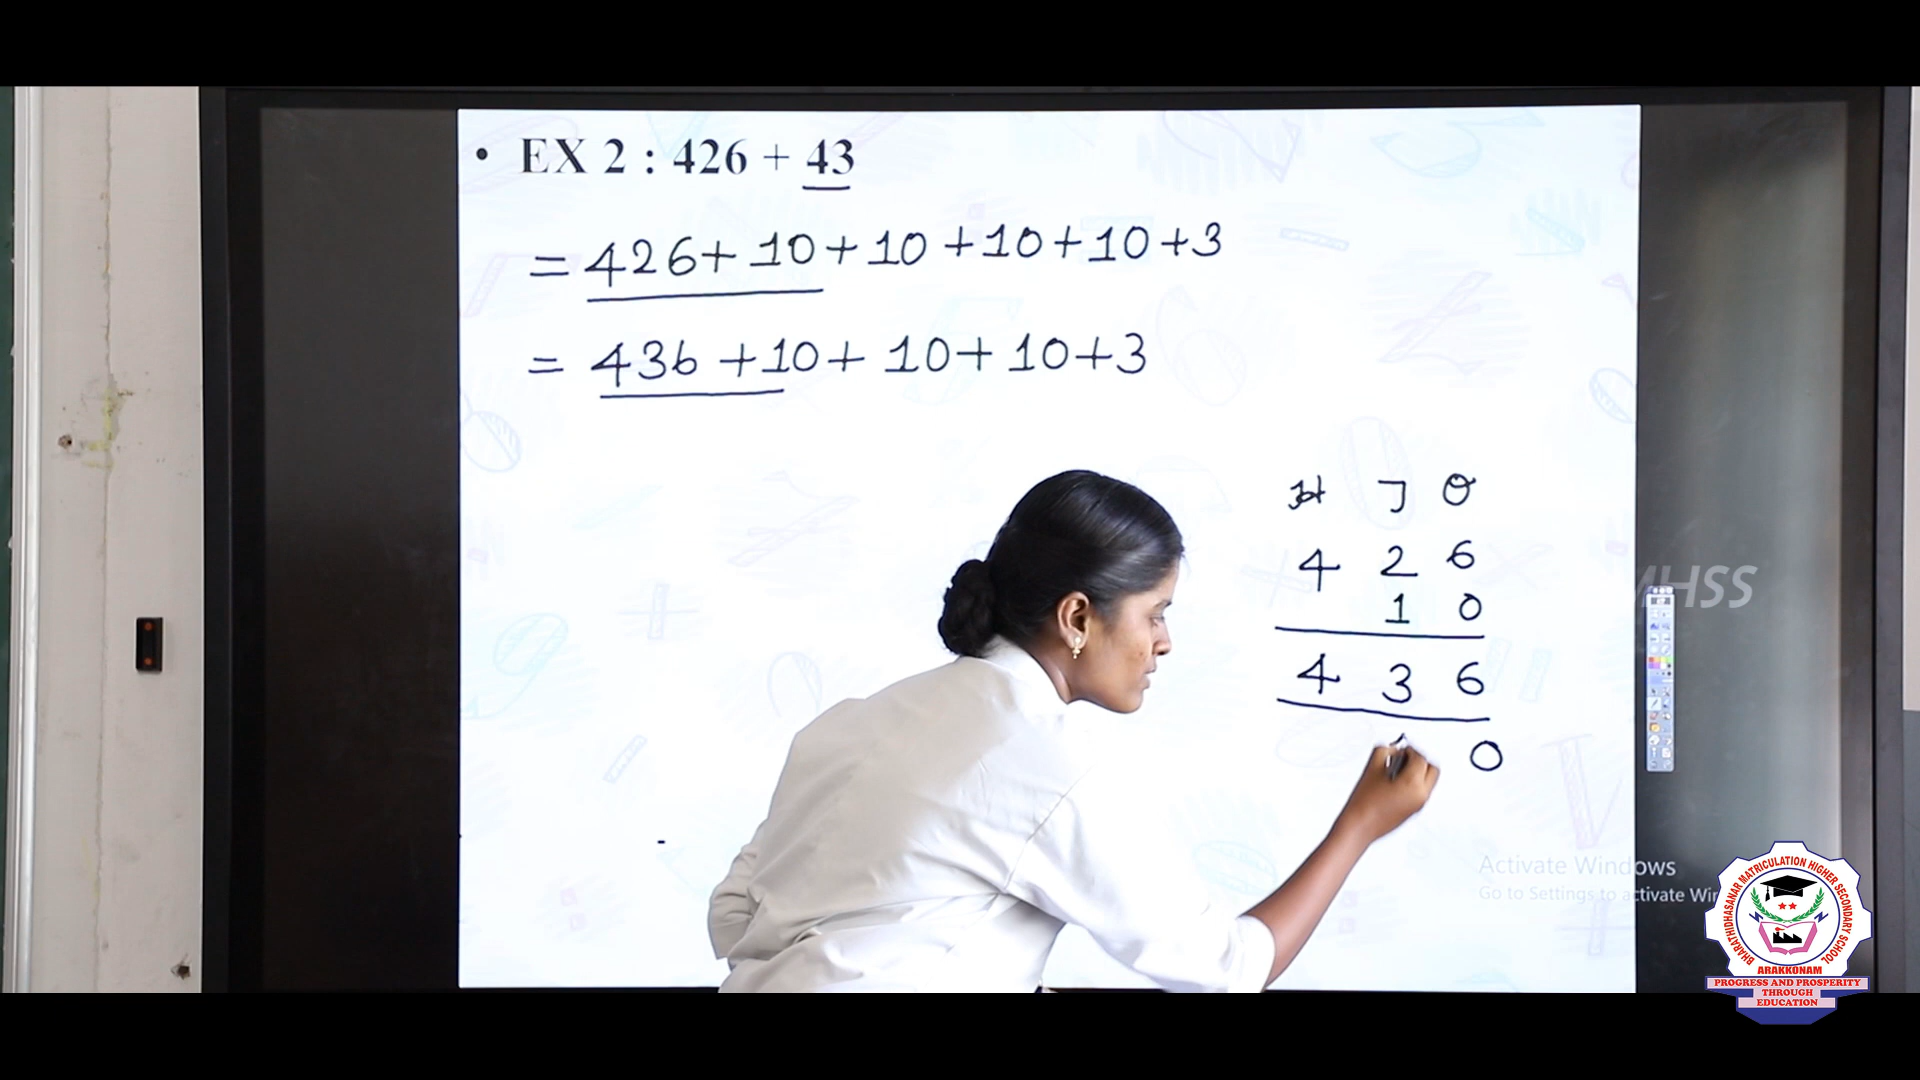 • EX 2 : 426 + 43
= 426+ 10+10 +10+10+3
= 436 +10+ 10+ 10+3
H T O
4 2 6
1 0
4 3 6
1 0
MHSS
Activate Windows
Go to Settings to activate Win
BHARATHIDHASANAR MATRICULATION HIGHER SECONDARY SCHOOL
ARAKKONAM
PROGRESS AND PROSPERITY
THROUGH
EDUCATION